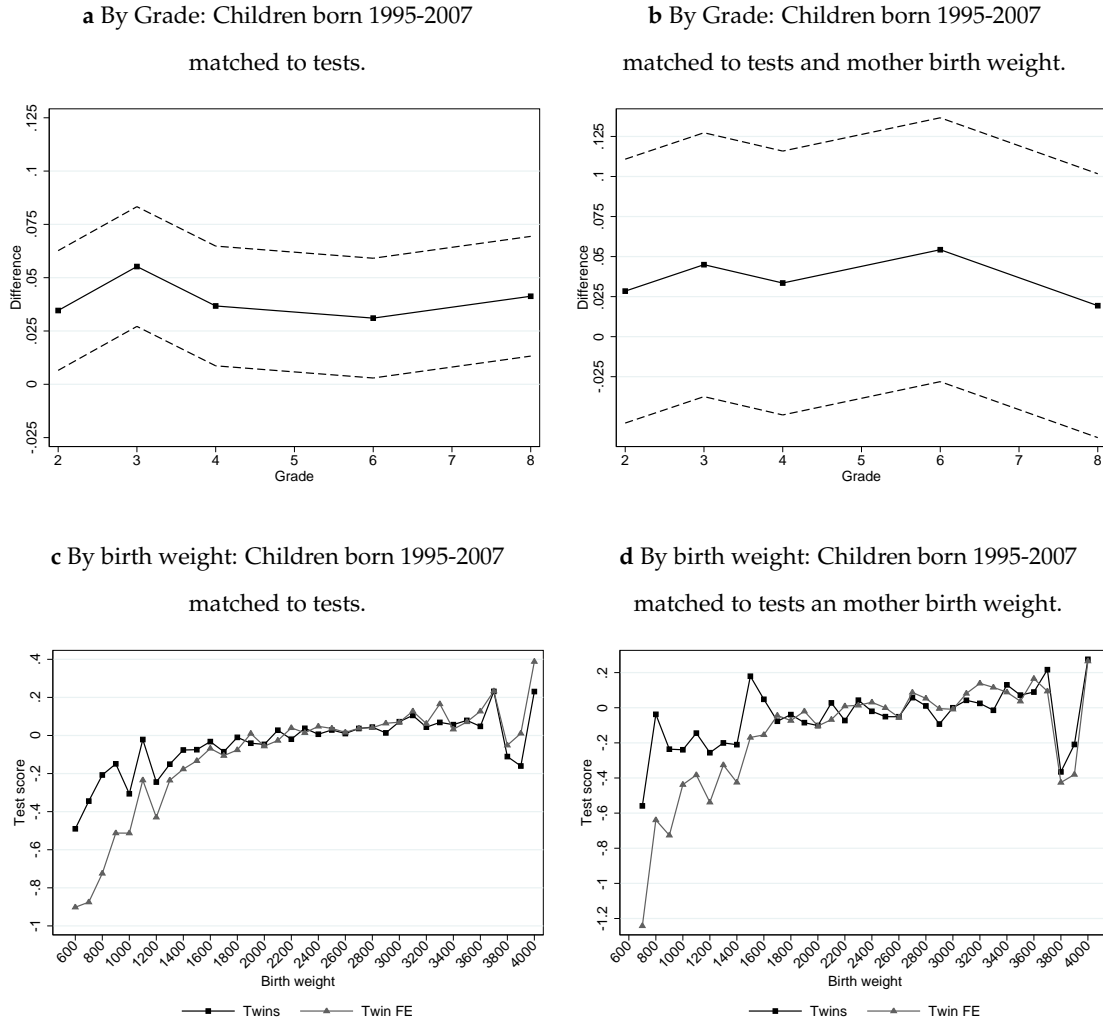 a By Grade: Children born 1995-2007
matched to tests.
Difference
.125
.1
.075
.05
.025
0
-.025
2 3 4 5 6 7 8
Grade
b By Grade: Children born 1995-2007
matched to tests and mother birth weight.
Difference
.125
.1
.075
.05
.025
0
-.025
2 3 4 5 6 7 8
Grade
c By birth weight: Children born 1995-2007
matched to tests.
Test score
.4
.2
0
-.2
-.4
-.6
-.8
-1
600 800 1000 1200 1400 1600 1800 2000 2200 2400 2600 2800 3000 3200 3400 3600 3800 4000
Birth weight
Twins Twin FE
d By birth weight: Children born 1995-2007
matched to tests an mother birth weight.
Test score
.2
0
-.2
-.4
-.6
-.8
-1
-1.2
600 800 1000 1200 1400 1600 1800 2000 2200 2400 2600 2800 3000 3200 3400 3600 3800 4000
Birth weight
Twins Twin FE